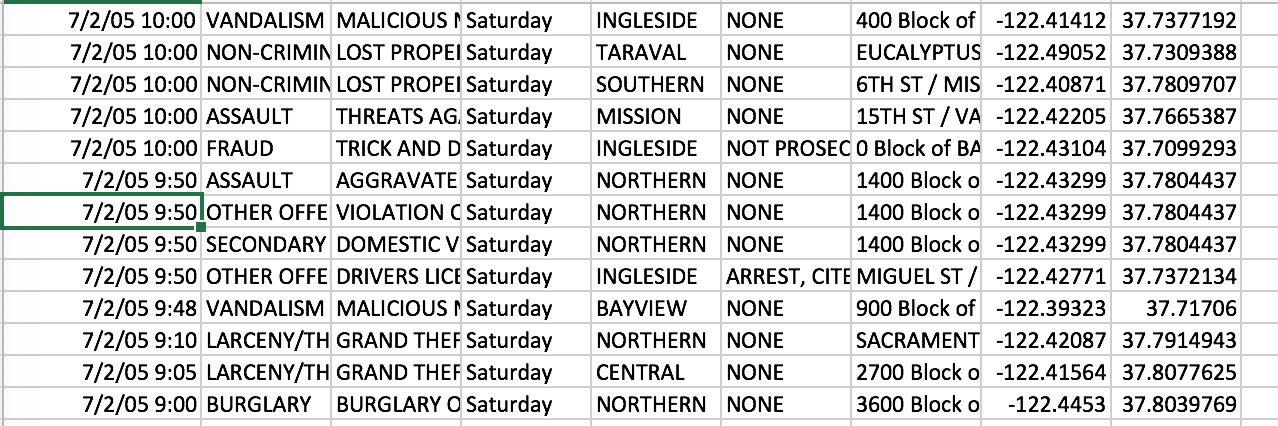 7/2/05 10:00 VANDALISM MALICIOUS Saturday INGLESIDE NONE 400 Block of -122.41412 37.7377192
7/2/05 10:00 NON-CRIMIN LOST PROPE Saturday TARAVAL NONE EUCALYPTUS -122.49052 37.7309388
7/2/05 10:00 NON-CRIMIN LOST PROPE Saturday SOUTHERN NONE 6TH ST / MIS -122.40871 37.7809707
7/2/05 10:00 ASSAULT THREATS AG Saturday MISSION NONE 15TH ST / VA -122.42205 37.7665387
7/2/05 10:00 FRAUD TRICK AND D Saturday INGLESIDE NOT PROSEC 0 Block of BA -122.43104 37.7099293
7/2/05 9:50 ASSAULT AGGRAVATE Saturday NORTHERN NONE 1400 Block o -122.43299 37.7804437
7/2/05 9:50 OTHER OFFE VIOLATION O Saturday NORTHERN NONE 1400 Block o -122.43299 37.7804437
7/2/05 9:50 SECONDARY DOMESTIC V Saturday NORTHERN NONE 1400 Block o -122.43299 37.7804437
7/2/05 9:50 OTHER OFFE DRIVERS LICE Saturday INGLESIDE ARREST, CITE MIGUEL ST / -122.42771 37.7372134
7/2/05 9:48 VANDALISM MALICIOUS Saturday BAYVIEW NONE 900 Block of -122.39323 37.71706
7/2/05 9:10 LARCENY/TH GRAND THEF Saturday NORTHERN NONE SACRAMENT -122.42087 37.7914943
7/2/05 9:05 LARCENY/TH GRAND THEF Saturday CENTRAL NONE 2700 Block o -122.41564 37.8077625
7/2/05 9:00 BURGLARY BURGLARY O Saturday NORTHERN NONE 3600 Block o -122.4453 37.8039769